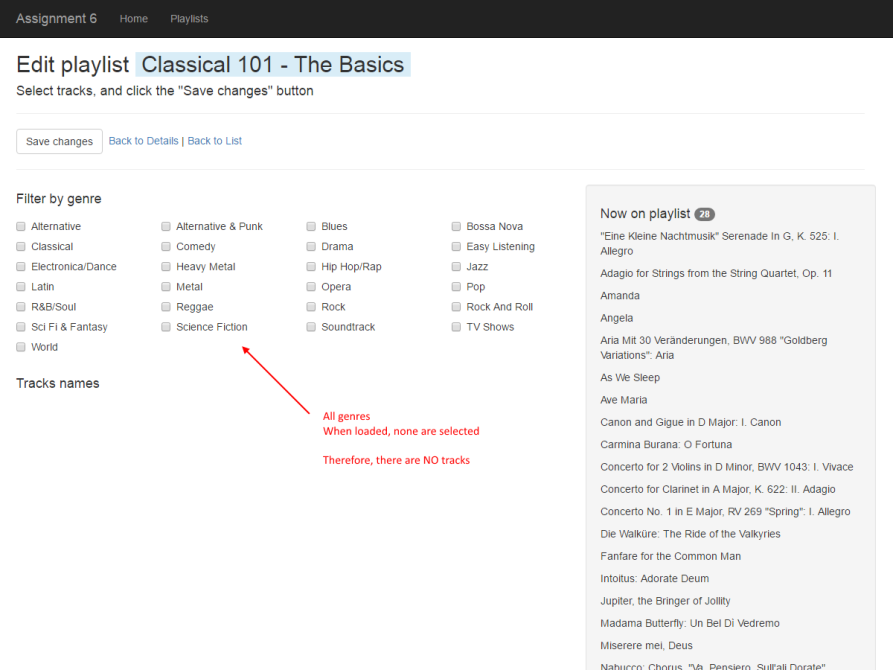 Assignment 6 Home Playlists
Edit playlist Classical 101 - The Basics
Select tracks, and click the "Save changes" button
Save changes Back to Details | Back to List
Filter by genre
Alternative Alternative & Punk Blues Bossa Nova
Classical Comedy Drama Easy Listening
Electronica/Dance Heavy Metal Hip Hop/Rap Jazz
Latin Metal Opera Pop
R&B/Soul Reggae Rock Rock And Roll
Sci Fi & Fantasy Science Fiction Soundtrack TV Shows
World
Tracks names
All genres
When loaded, none are selected
Therefore, there are NO tracks
Now on playlist 28
"Eine Kleine Nachtmusik" Serenade In G, K. 525: I.
Allegro
Adagio for Strings from the String Quartet, Op. 11
Amanda
Angela
Aria Mit 30 Veränderungen, BWV 988 "Goldberg
Variations": Aria
As We Sleep
Ave Maria
Canon and Gigue in D Major: I. Canon
Carmina Burana: O Fortuna
Concerto for 2 Violins in D Minor, BWV 1043: I. Vivace
Concerto for Clarinet in A Major, K. 622: II. Adagio
Concerto No. 1 in E Major, RV 269 "Spring": I. Allegro
Die Walküre: The Ride of the Valkyries
Fanfare for the Common Man
Intoitus: Adorate Deum
Jupiter, the Bringer of Jollity
Madama Butterfly: Un Bel Dì Vedremo
Miserere mei, Deus
Nabucco: Chorus, "Va, Pensiero, Sull'ali Dorate"